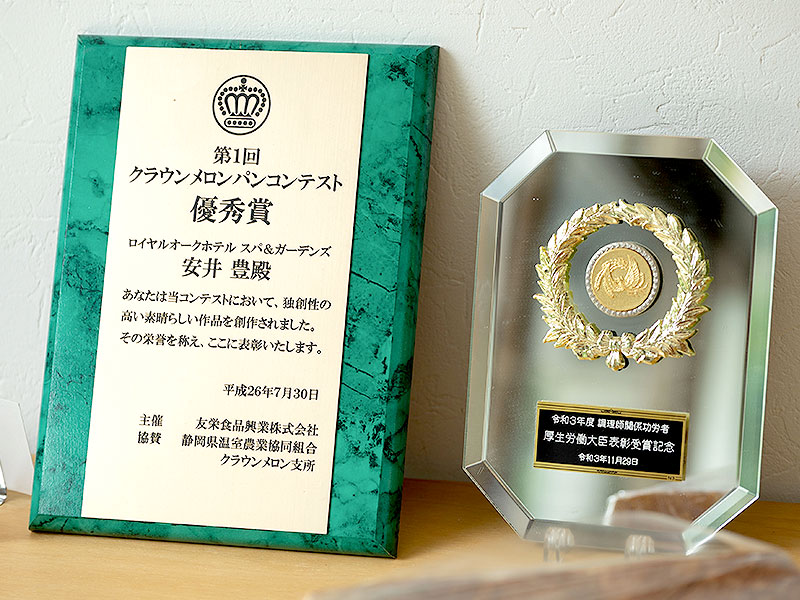 第1回
クラウンメロンパンコンテスト
優秀賞
ロイヤルオークホテル スパ&ガーデンズ
安井 豊殿
あなたは当コンテストにおいて、独創性の
高い素晴らしい作品を創作されました。
その栄誉を称え、ここに表彰いたします。
平成26年7月30日
主催 友栄食品興業株式会社
協賛 静岡県温室農業協同組合
クラウンメロン支所
令和3年度 調理師関係功労者
厚生労働大臣表彰受賞記念
令和3年11月29日